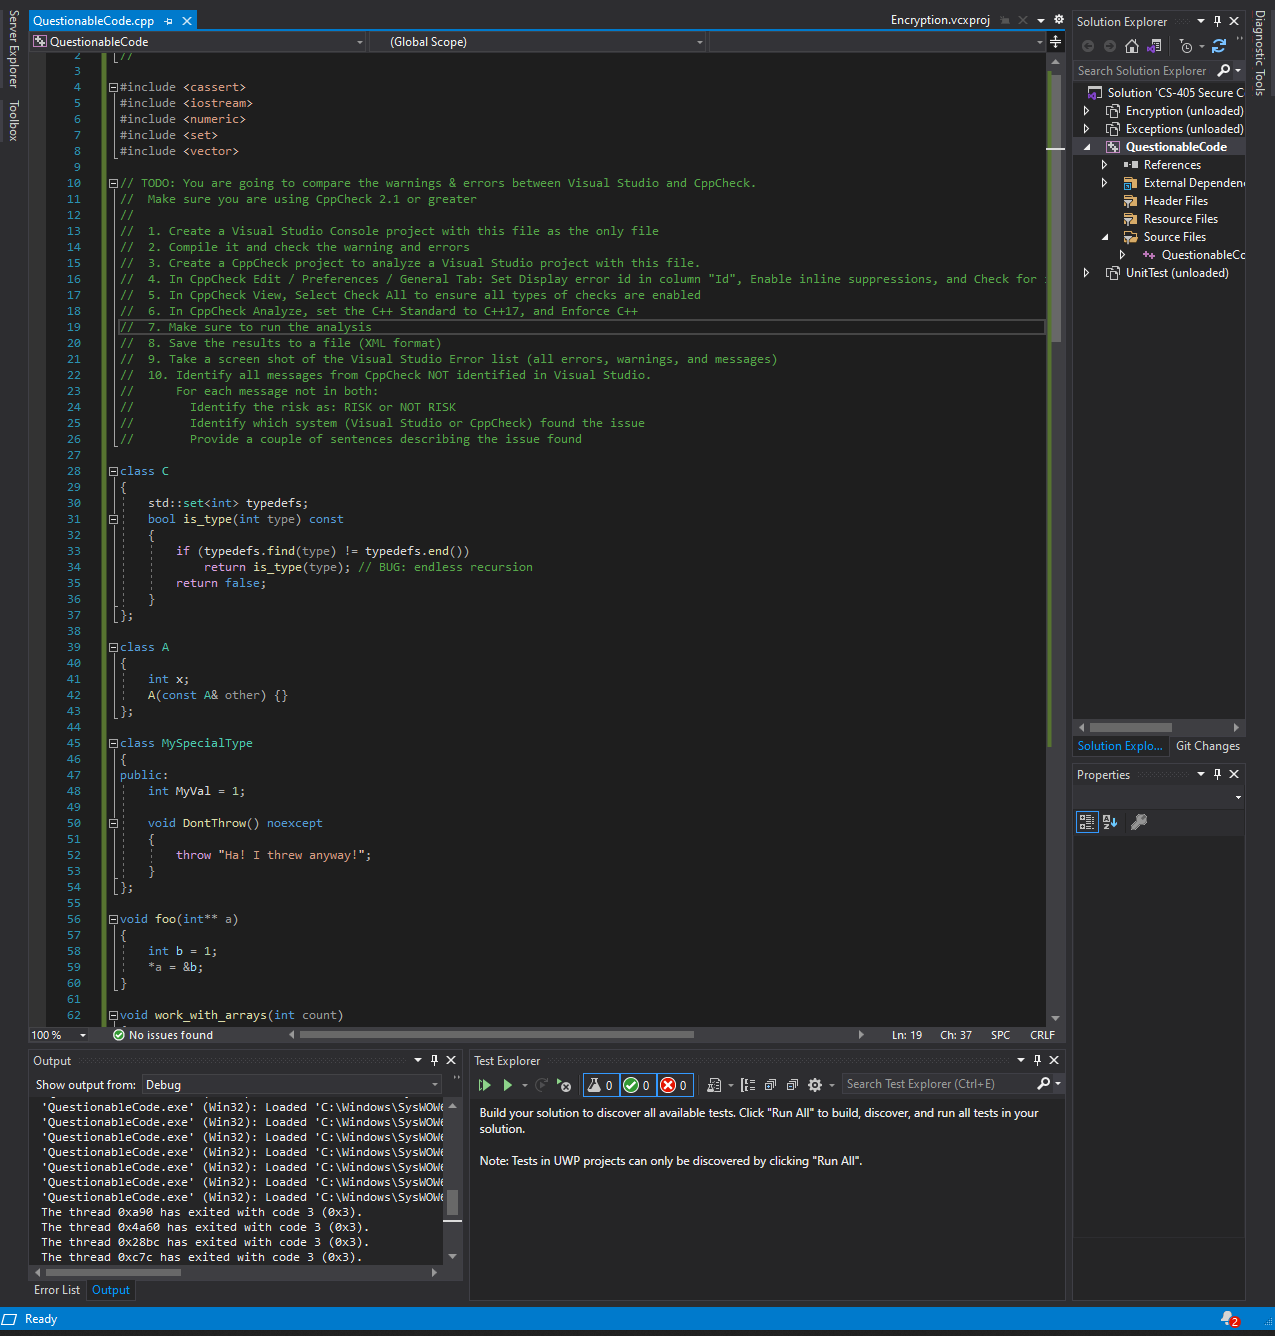 Server Explorer
Toolbox
QuestionableCode.cpp
Encryption.vcxproj
QuestionableCode
(Global Scope)
2 //
3
4 #include <cassert>
5 #include <iostream>
6 #include <numeric>
7 #include <set>
8 #include <vector>
9
10 // TODO: You are going to compare the warnings & errors between Visual Studio and CppCheck.
11 //  Make sure you are using CppCheck 2.1 or greater
12 //
13 //  1. Create a Visual Studio Console project with this file as the only file
14 //  2. Compile it and check the warning and errors
15 //  3. Create a CppCheck project to analyze a Visual Studio project with this file.
16 //  4. In CppCheck Edit / Preferences / General Tab: Set Display error id in column "Id", Enable inline suppressions, and Check for
17 //  5. In CppCheck View, Select Check All to ensure all types of checks are enabled
18 //  6. In CppCheck Analyze, set the C++ Standard to C++17, and Enforce C++
19 //  7. Make sure to run the analysis
20 //  8. Save the results to a file (XML format)
21 //  9. Take a screen shot of the Visual Studio Error list (all errors, warnings, and messages)
22 //  10. Identify all messages from CppCheck NOT identified in Visual Studio.
23 //      For each message not in both:
24 //        Identify the risk as: RISK or NOT RISK
25 //        Identify which system (Visual Studio or CppCheck) found the issue
26 //        Provide a couple of sentences describing the issue found
27
28 class C
29 {
30     std::set<int> typedefs;
31     bool is_type(int type) const
32     {
33         if (typedefs.find(type) != typedefs.end())
34             return is_type(type); // BUG: endless recursion
35         return false;
36     }
37 };
38
39 class A
40 {
41     int x;
42     A(const A& other) {}
43 };
44
45 class MySpecialType
46 {
47 public:
48     int MyVal = 1;
49
50     void DontThrow() noexcept
51     {
52         throw "Ha! I threw anyway!";
53     }
54 };
55
56 void foo(int** a)
57 {
58     int b = 1;
59     *a = &b;
60 }
61
62 void work_with_arrays(int count)
100 %
No issues found
Ln: 19
Ch: 37
SPC
CRLF
Output
Show output from: Debug
'QuestionableCode.exe' (Win32): Loaded 'C:\Windows\SysWOW6
'QuestionableCode.exe' (Win32): Loaded 'C:\Windows\SysWOW6
'QuestionableCode.exe' (Win32): Loaded 'C:\Windows\SysWOW6
'QuestionableCode.exe' (Win32): Loaded 'C:\Windows\SysWOW6
'QuestionableCode.exe' (Win32): Loaded 'C:\Windows\SysWOW6
'QuestionableCode.exe' (Win32): Loaded 'C:\Windows\SysWOW6
'QuestionableCode.exe' (Win32): Loaded 'C:\Windows\SysWOW6
The thread 0xa90 has exited with code 3 (0x3).
The thread 0x4a60 has exited with code 3 (0x3).
The thread 0x28bc has exited with code 3 (0x3).
The thread 0xc7c has exited with code 3 (0x3).
Error List
Output
Test Explorer
0
0
0
Search Test Explorer (Ctrl+E)
Build your solution to discover all available tests. Click "Run All" to build, discover, and run all tests in your
solution.
Note: Tests in UWP projects can only be discovered by clicking "Run All".
Solution Explorer
Search Solution Explorer
Solution 'CS-405 Secure C
Encryption (unloaded)
Exceptions (unloaded)
QuestionableCode
References
External Dependen
Header Files
Resource Files
Source Files
QuestionableCo
UnitTest (unloaded)
Solution Explo...
Git Changes
Properties
Diagnostic Tools
Ready
2